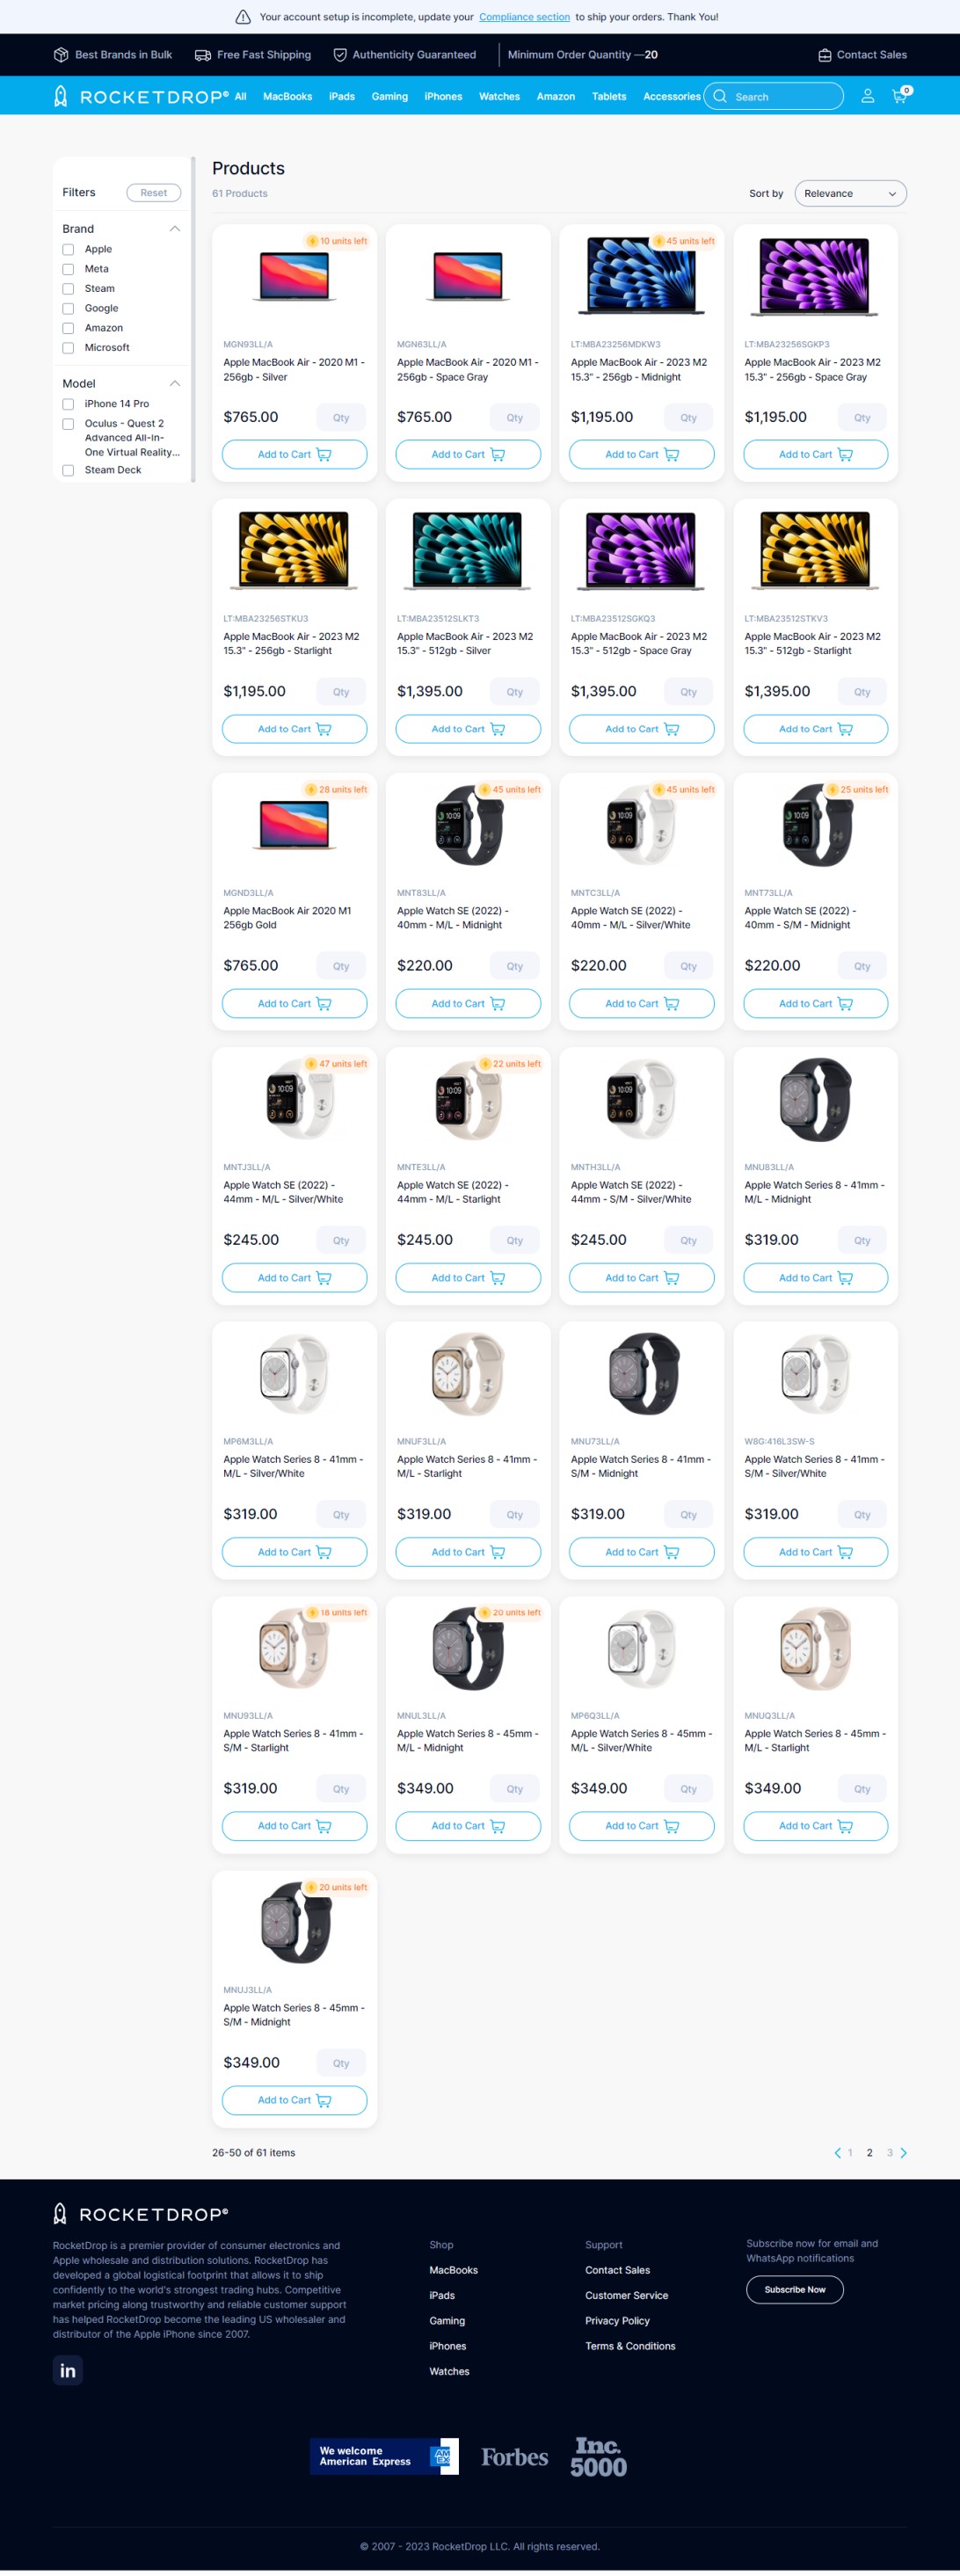 Your account setup is incomplete, update your Compliance section to ship your orders. Thank You!
Best Brands in Bulk Free Fast Shipping Authenticity Guaranteed Minimum Order Quantity —20 Contact Sales
ROCKETDROP® All MacBooks iPads Gaming iPhones Watches Amazon Tablets Accessories Search 0
Filters Reset
Brand
Apple
Meta
Steam
Google
Amazon
Microsoft
Model
iPhone 14 Pro
Oculus - Quest 2
Advanced All-In-
One Virtual Reality...
Steam Deck
Products
61 Products
Sort by Relevance
10 units left
MGN93LL/A
Apple MacBook Air - 2020 M1 -
256gb - Silver
$765.00 Qty
Add to Cart
MGN63LL/A
Apple MacBook Air - 2020 M1 -
256gb - Space Gray
$765.00 Qty
Add to Cart
45 units left
LT:MBA23256MDKW3
Apple MacBook Air - 2023 M2
15.3" - 256gb - Midnight
$1,195.00 Qty
Add to Cart
LT:MBA23256SGKP3
Apple MacBook Air - 2023 M2
15.3" - 256gb - Space Gray
$1,195.00 Qty
Add to Cart
LT:MBA23256STKU3
Apple MacBook Air - 2023 M2
15.3" - 256gb - Starlight
$1,195.00 Qty
Add to Cart
LT:MBA23512SLKT3
Apple MacBook Air - 2023 M2
15.3" - 512gb - Silver
$1,395.00 Qty
Add to Cart
LT:MBA23512SGKQ3
Apple MacBook Air - 2023 M2
15.3" - 512gb - Space Gray
$1,395.00 Qty
Add to Cart
LT:MBA23512STKV3
Apple MacBook Air - 2023 M2
15.3" - 512gb - Starlight
$1,395.00 Qty
Add to Cart
28 units left
MGND3LL/A
Apple MacBook Air 2020 M1
256gb Gold
$765.00 Qty
Add to Cart
45 units left
10:09
MNT83LL/A
Apple Watch SE (2022) -
40mm - M/L - Midnight
$220.00 Qty
Add to Cart
45 units left
10:09
MNTC3LL/A
Apple Watch SE (2022) -
40mm - M/L - Silver/White
$220.00 Qty
Add to Cart
25 units left
10:09
MNT73LL/A
Apple Watch SE (2022) -
40mm - S/M - Midnight
$220.00 Qty
Add to Cart
47 units left
10:09
MNTJ3LL/A
Apple Watch SE (2022) -
44mm - M/L - Silver/White
$245.00 Qty
Add to Cart
22 units left
10:09
MNTE3LL/A
Apple Watch SE (2022) -
44mm - M/L - Starlight
$245.00 Qty
Add to Cart
10:09
MNTH3LL/A
Apple Watch SE (2022) -
44mm - S/M - Silver/White
$245.00 Qty
Add to Cart
MNU83LL/A
Apple Watch Series 8 - 41mm -
M/L - Midnight
$319.00 Qty
Add to Cart
MP6M3LL/A
Apple Watch Series 8 - 41mm -
M/L - Silver/White
$319.00 Qty
Add to Cart
MNUF3LL/A
Apple Watch Series 8 - 41mm -
M/L - Starlight
$319.00 Qty
Add to Cart
MNU73LL/A
Apple Watch Series 8 - 41mm -
S/M - Midnight
$319.00 Qty
Add to Cart
W8G:416L3SW-S
Apple Watch Series 8 - 41mm -
S/M - Silver/White
$319.00 Qty
Add to Cart
18 units left
MNU93LL/A
Apple Watch Series 8 - 41mm -
S/M - Starlight
$319.00 Qty
Add to Cart
20 units left
MNUL3LL/A
Apple Watch Series 8 - 45mm -
M/L - Midnight
$349.00 Qty
Add to Cart
MP6Q3LL/A
Apple Watch Series 8 - 45mm -
M/L - Silver/White
$349.00 Qty
Add to Cart
MNUQ3LL/A
Apple Watch Series 8 - 45mm -
M/L - Starlight
$349.00 Qty
Add to Cart
20 units left
MNUJ3LL/A
Apple Watch Series 8 - 45mm -
S/M - Midnight
$349.00 Qty
Add to Cart
26-50 of 61 items
1 2 3
ROCKETDROP®
RocketDrop is a premier provider of consumer electronics and
Apple wholesale and distribution solutions. RocketDrop has
developed a global logistical footprint that allows it to ship
confidently to the world's strongest trading hubs. Competitive
market pricing along trustworthy and reliable customer support
has helped RocketDrop become the leading US wholesaler and
distributor of the Apple iPhone since 2007.
in
Shop
MacBooks
iPads
Gaming
iPhones
Watches
Support
Contact Sales
Customer Service
Privacy Policy
Terms & Conditions
Subscribe now for email and
WhatsApp notifications
Subscribe Now
We welcome
American Express
AM
EX
Forbes
Inc.
5000
© 2007 - 2023 RocketDrop LLC. All rights reserved.